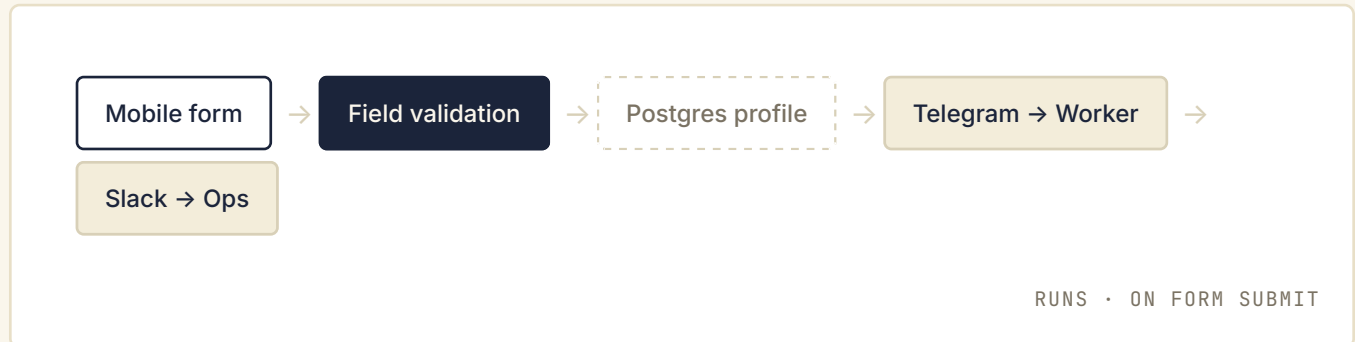 Mobile form → Field validation → Postgres profile → Telegram → Worker →
Slack → Ops
RUNS · ON FORM SUBMIT